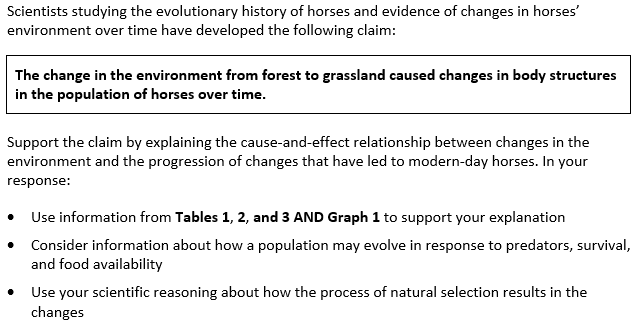 Scientists studying the evolutionary history of horses and evidence of changes in horses'
environment over time have developed the following claim:
The change in the environment from forest to grassland caused changes in body structures
in the population of horses over time.
Support the claim by explaining the cause-and-effect relationship between changes in the
environment and the progression of changes that have led to modern-day horses. In your
response:
• Use information from Tables 1, 2, and 3 AND Graph 1 to support your explanation
• Consider information about how a population may evolve in response to predators, survival,
and food availability
• Use your scientific reasoning about how the process of natural selection results in the
changes